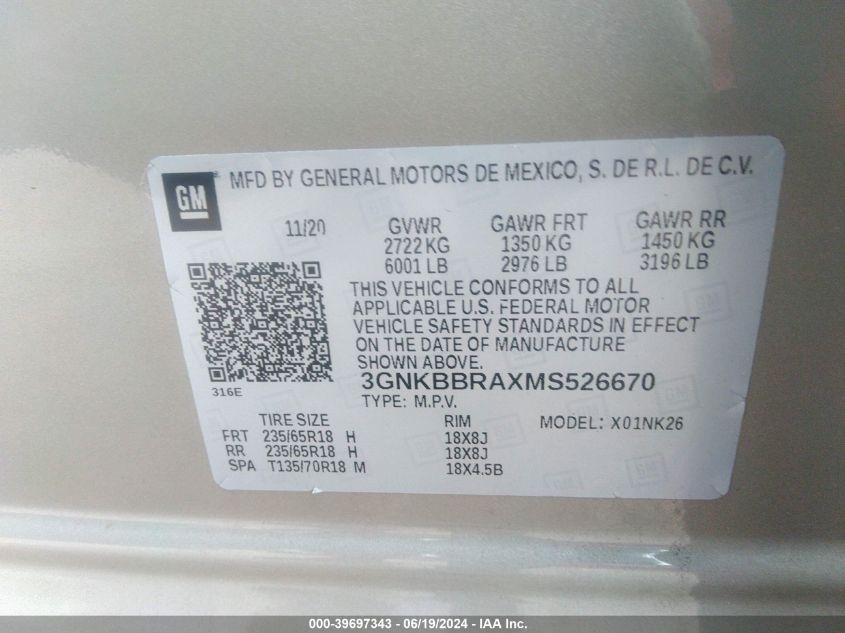 GM
MFD BY GENERAL MOTORS DE MEXICO, S. DE R.L. DE C.V.
11/20 GVWR GAWR FRT GAWR RR
2722 KG 1350 KG 1450 KG
6001 LB 2976 LB 3196 LB
THIS VEHICLE CONFORMS TO ALL
APPLICABLE U.S. FEDERAL MOTOR
VEHICLE SAFETY STANDARDS IN EFFECT
ON THE DATE OF MANUFACTURE
SHOWN ABOVE.
3GNKBBRAXMS526670
316E
TYPE: M.P.V.
TIRE SIZE RIM MODEL: X01NK26
FRT 235/65R18 H 18X8J
RR 235/65R18 H 18X8J
SPA T135/70R18 M 18X4.5B
000-39697343 - 06/19/2024 - IAA Inc.